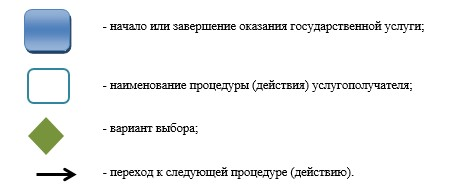 - начало или завершение оказания государственной услуги;
- наименование процедуры (действия) услугополучателя;
- вариант выбора;
- переход к следующей процедуре (действию).